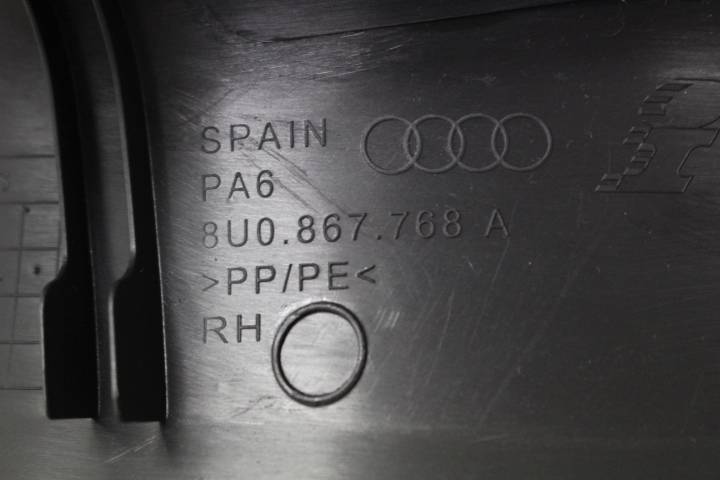 SPAIN
PA6
8U0.867.768 A
>PP/PE<
RH